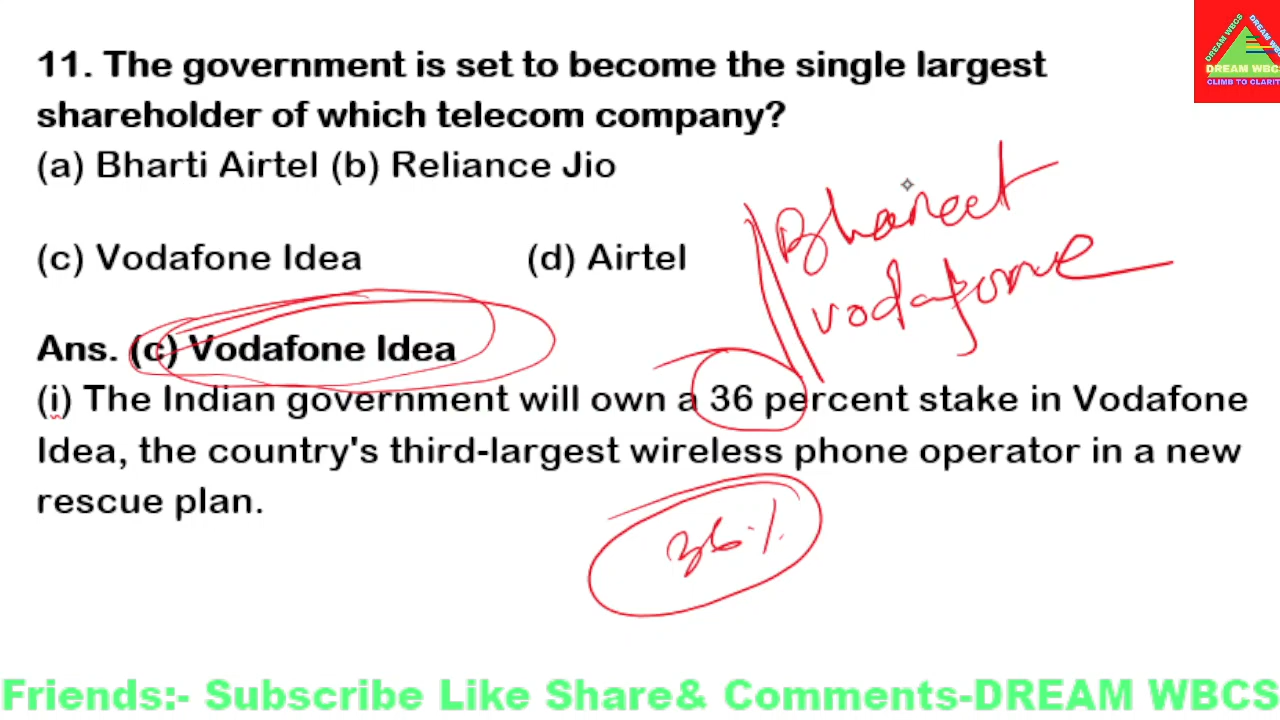 11. The government is set to become the single largest
shareholder of which telecom company?
(a) Bharti Airtel (b) Reliance Jio
(c) Vodafone Idea (d) Airtel
Ans. (c) Vodafone Idea
(i) The Indian government will own a 36 percent stake in Vodafone
Idea, the country's third-largest wireless phone operator in a new
rescue plan.
vodafone
36%
DREAM WBCS
CLIMB TO CLARIT
Friends:- Subscribe Like Share& Comments-DREAM WBCS